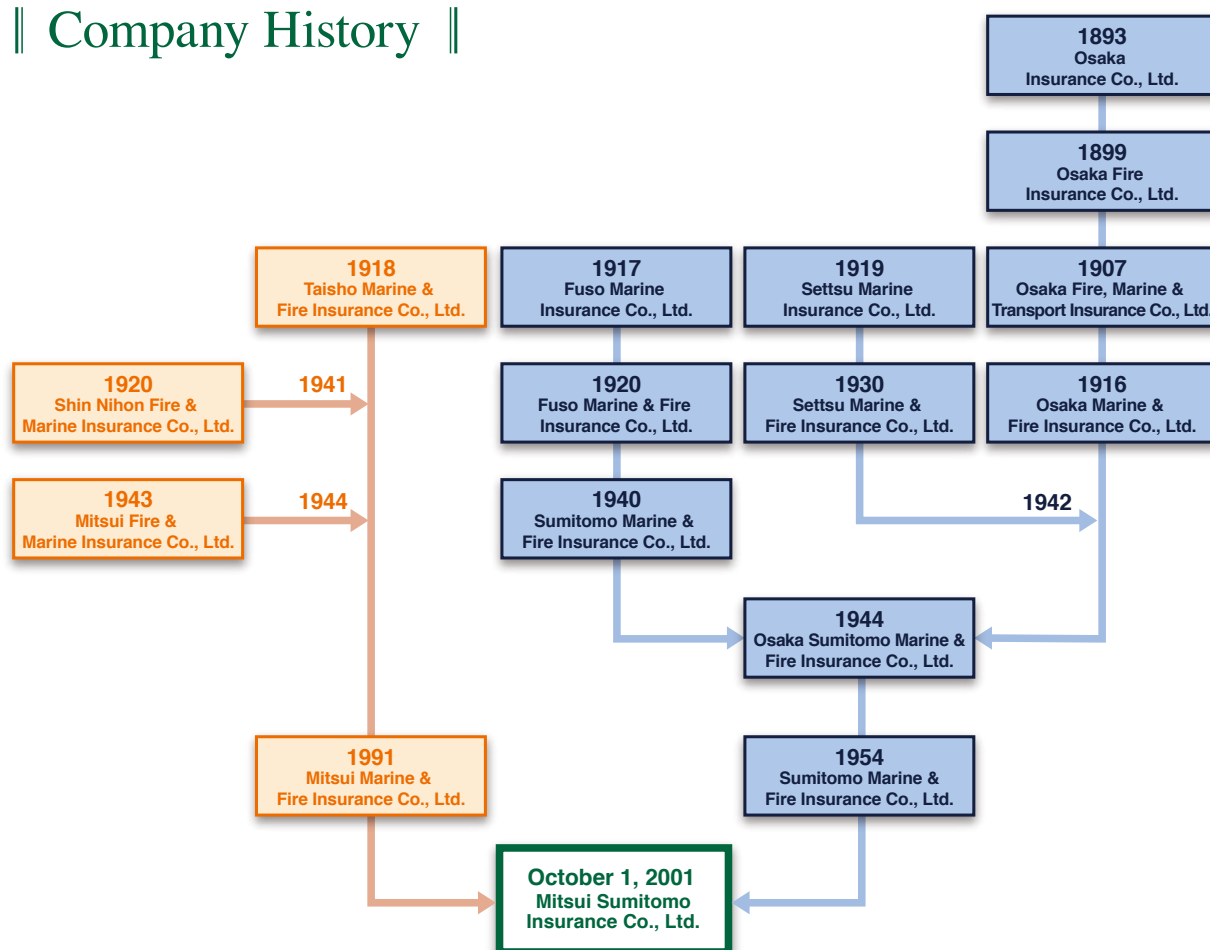 Company History
1893
Osaka
Insurance Co., Ltd.
1899
Osaka Fire
Insurance Co., Ltd.
1918
Taisho Marine &
Fire Insurance Co., Ltd.
1917
Fuso Marine
Insurance Co., Ltd.
1919
Settsu Marine
Insurance Co., Ltd.
1907
Osaka Fire, Marine &
Transport Insurance Co., Ltd.
1920
Shin Nihon Fire &
Marine Insurance Co., Ltd.
1941
1920
Fuso Marine & Fire
Insurance Co., Ltd.
1930
Settsu Marine &
Fire Insurance Co., Ltd.
1916
Osaka Marine &
Fire Insurance Co., Ltd.
1943
Mitsui Fire &
Marine Insurance Co., Ltd.
1944
1940
Sumitomo Marine &
Fire Insurance Co., Ltd.
1942
1944
Osaka Sumitomo Marine &
Fire Insurance Co., Ltd.
1991
Mitsui Marine &
Fire Insurance Co., Ltd.
1954
Sumitomo Marine &
Fire Insurance Co., Ltd.
October 1, 2001
Mitsui Sumitomo
Insurance Co., Ltd.